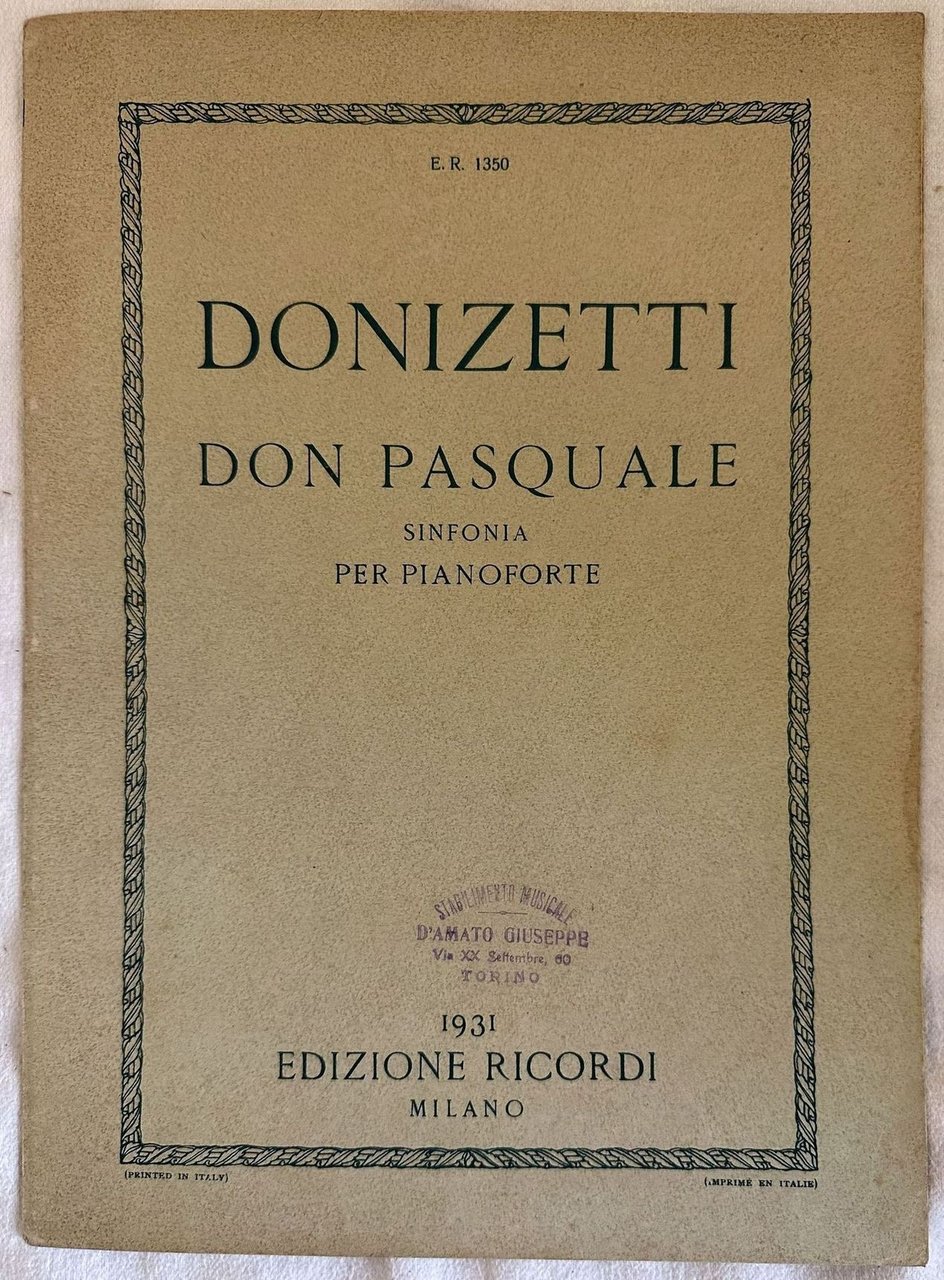 E. R. 1350
DONIZETTI
DON PASQUALE
SINFONIA
PER PIANOFORTE
STABILIMENTO MUSICALE
D'AMATO GIUSEPPE
Via XX Settembre, 60
TORINO
1931
EDIZIONE RICORDI
MILANO
(PRINTED IN ITALY)
(IMPRIMÉ EN ITALIE)